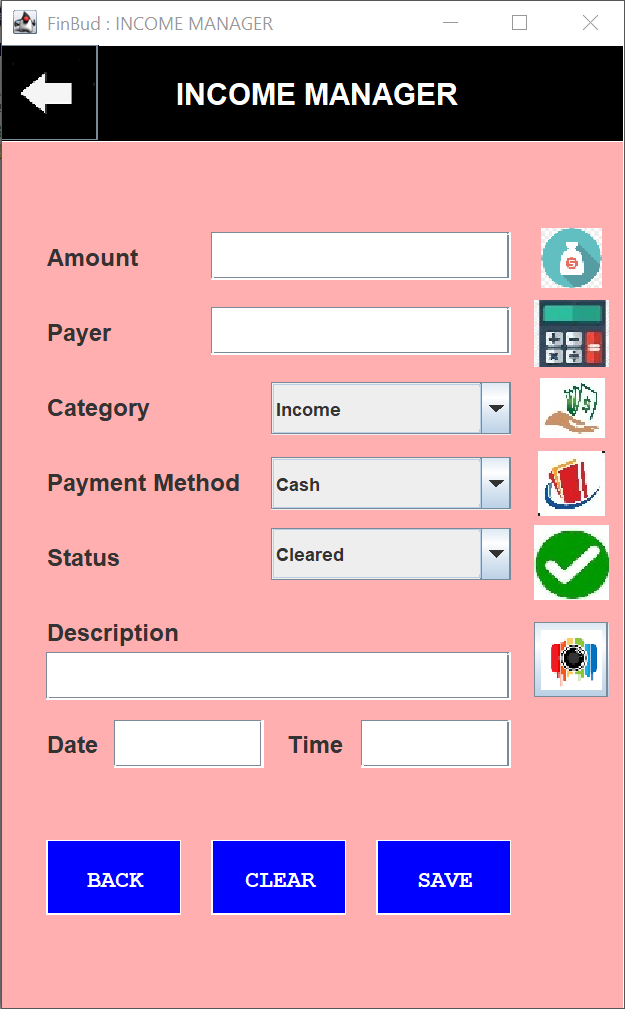 FinBud : INCOME MANAGER
INCOME MANAGER
Amount
Payer
Category
Income
Payment Method
Cash
Status
Cleared
Description
Date
Time
BACK
CLEAR
SAVE